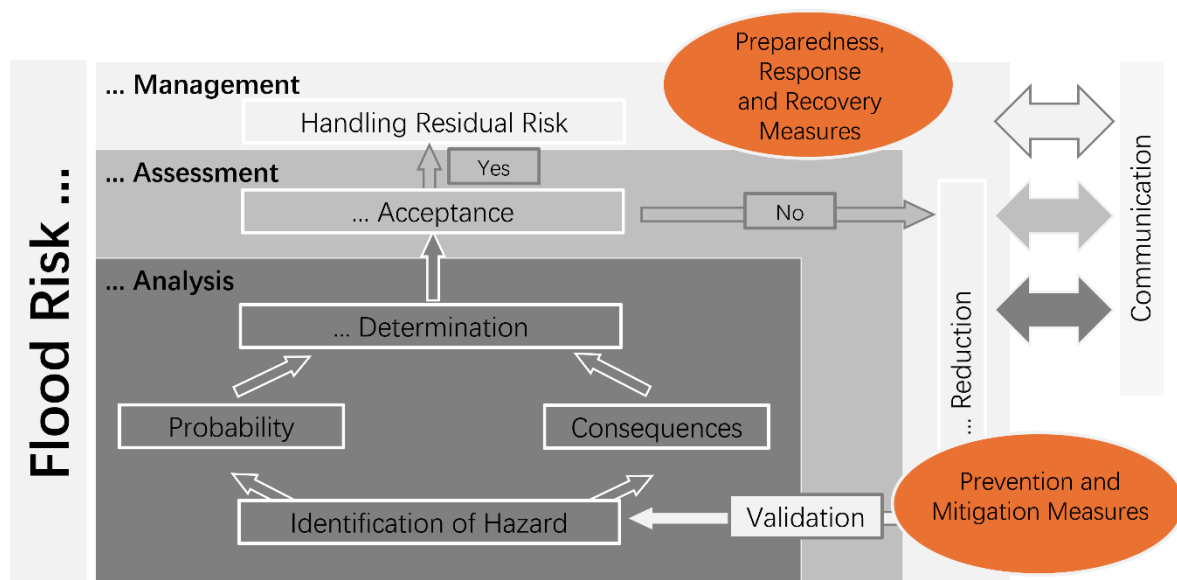 Flood Risk ...
... Management
Handling Residual Risk
Preparedness,
Response
and Recovery
Measures
Yes
... Assessment
... Acceptance
No
... Analysis
... Determination
Probability
Consequences
Identification of Hazard
Validation
... Reduction
Prevention and
Mitigation Measures
Communication